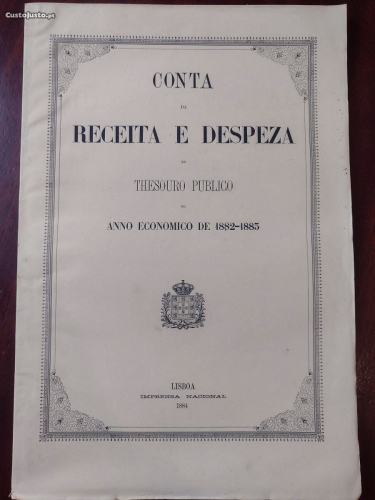 CustoJusto.pt
CONTA
DA
RECEITA E DESPEZA
DO
THESOURO PUBLICO
NO
ANNO ECONOMICO DE 1882-1883
LISBOA
IMPRENSA NACIONAL
1884